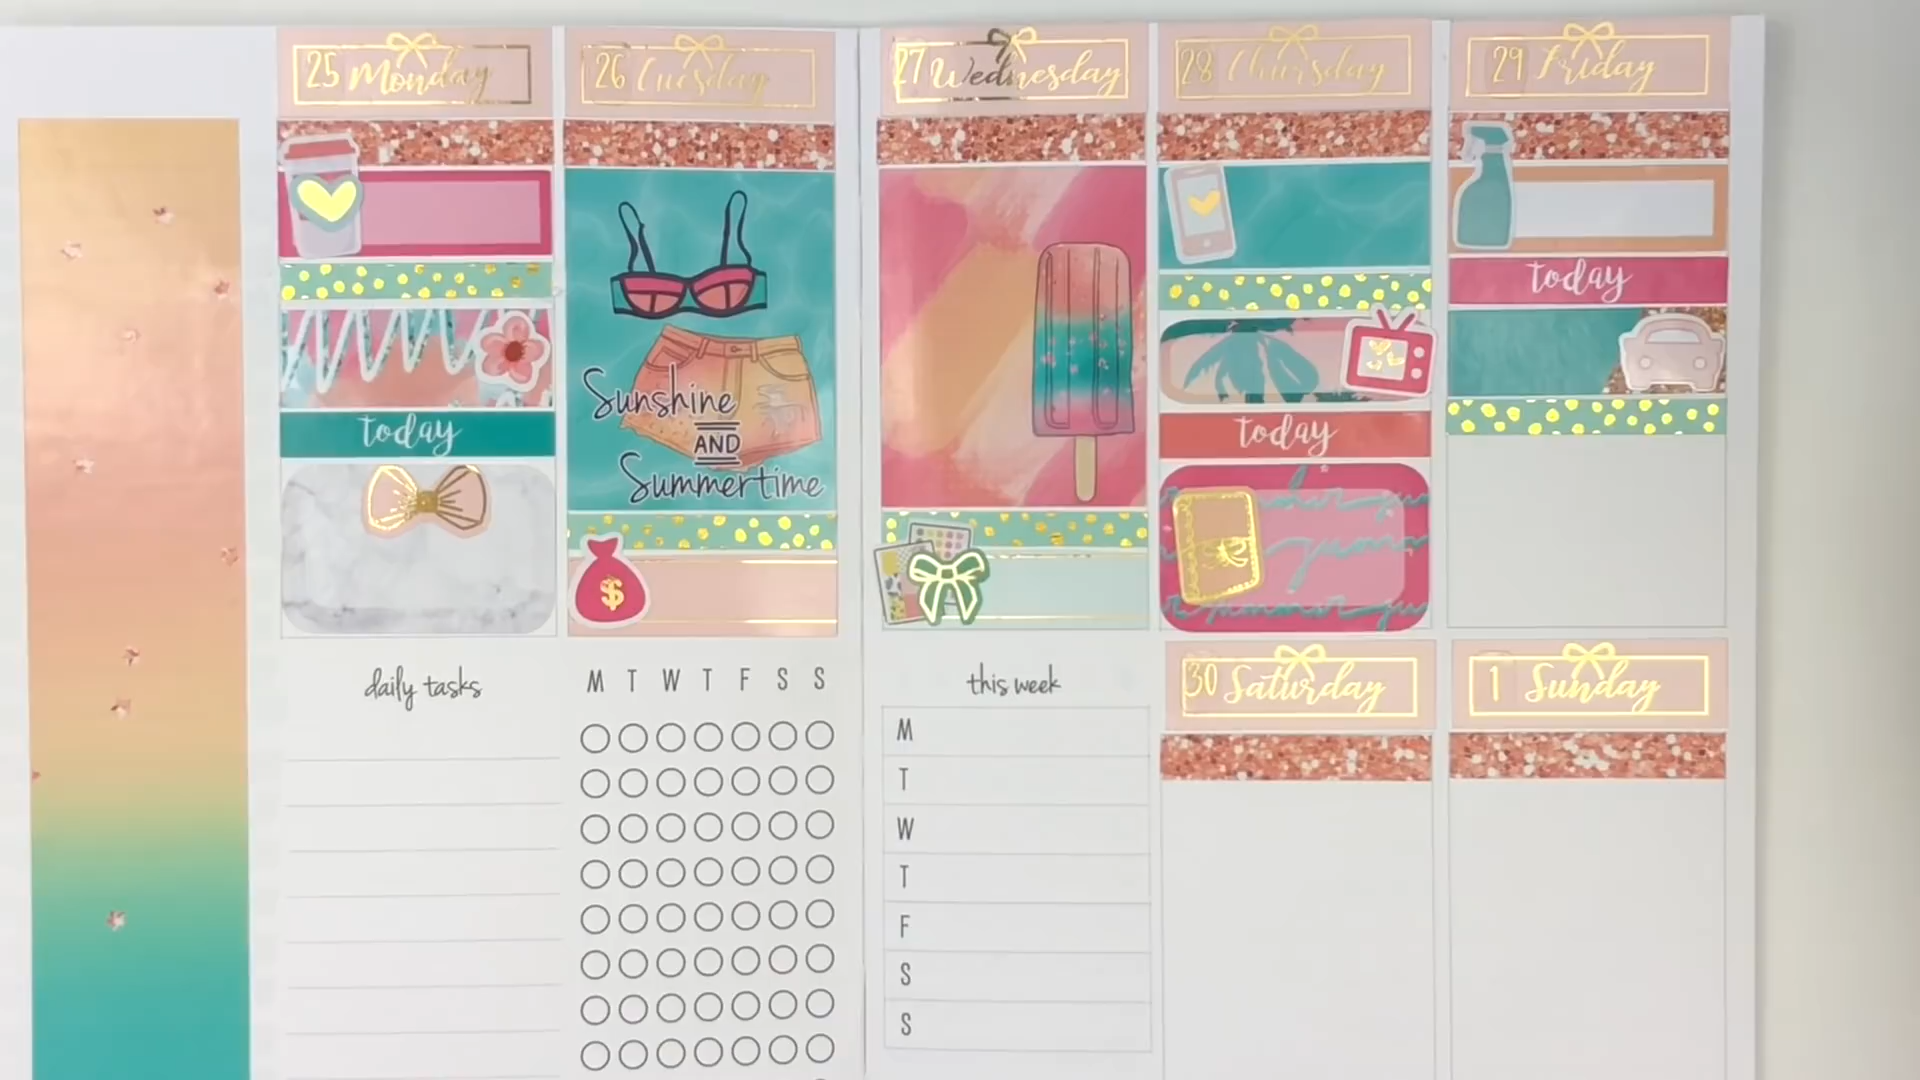 25 Monday
26 Tuesday
27 Wednesday
28 Thursday
29 Friday
today
Sunshine
AND
Summertime
today
today
$
daily tasks
M T W T F S S
this week
M
T
W
T
F
S
S
30 Saturday
1 Sunday